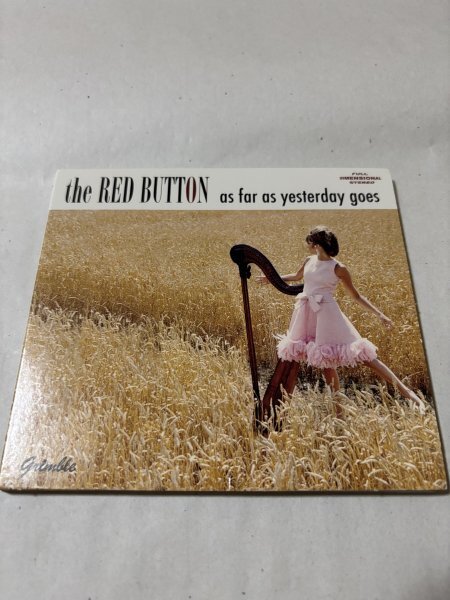 the RED BUTTON as far as yesterday goes
FULL
DIMENSIONAL
STEREO
Grimble